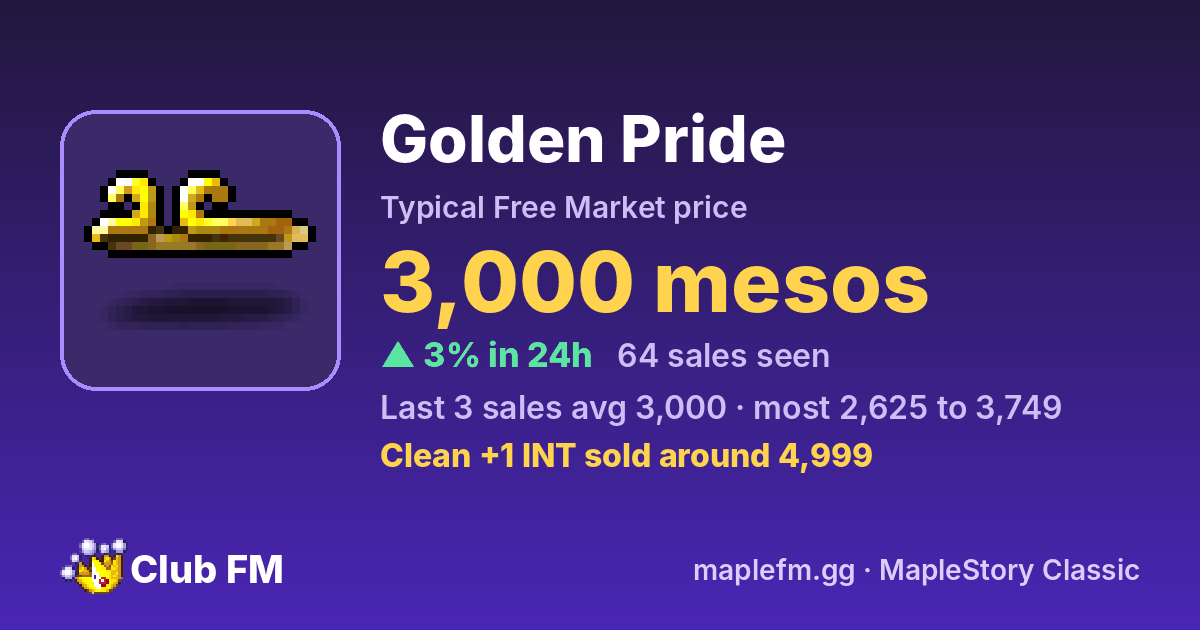 Golden Pride
Typical Free Market price
3,000 mesos
▲ 3% in 24h 64 sales seen
Last 3 sales avg 3,000 · most 2,625 to 3,749
Clean +1 INT sold around 4,999
Club FM
maplefm.gg · MapleStory Classic